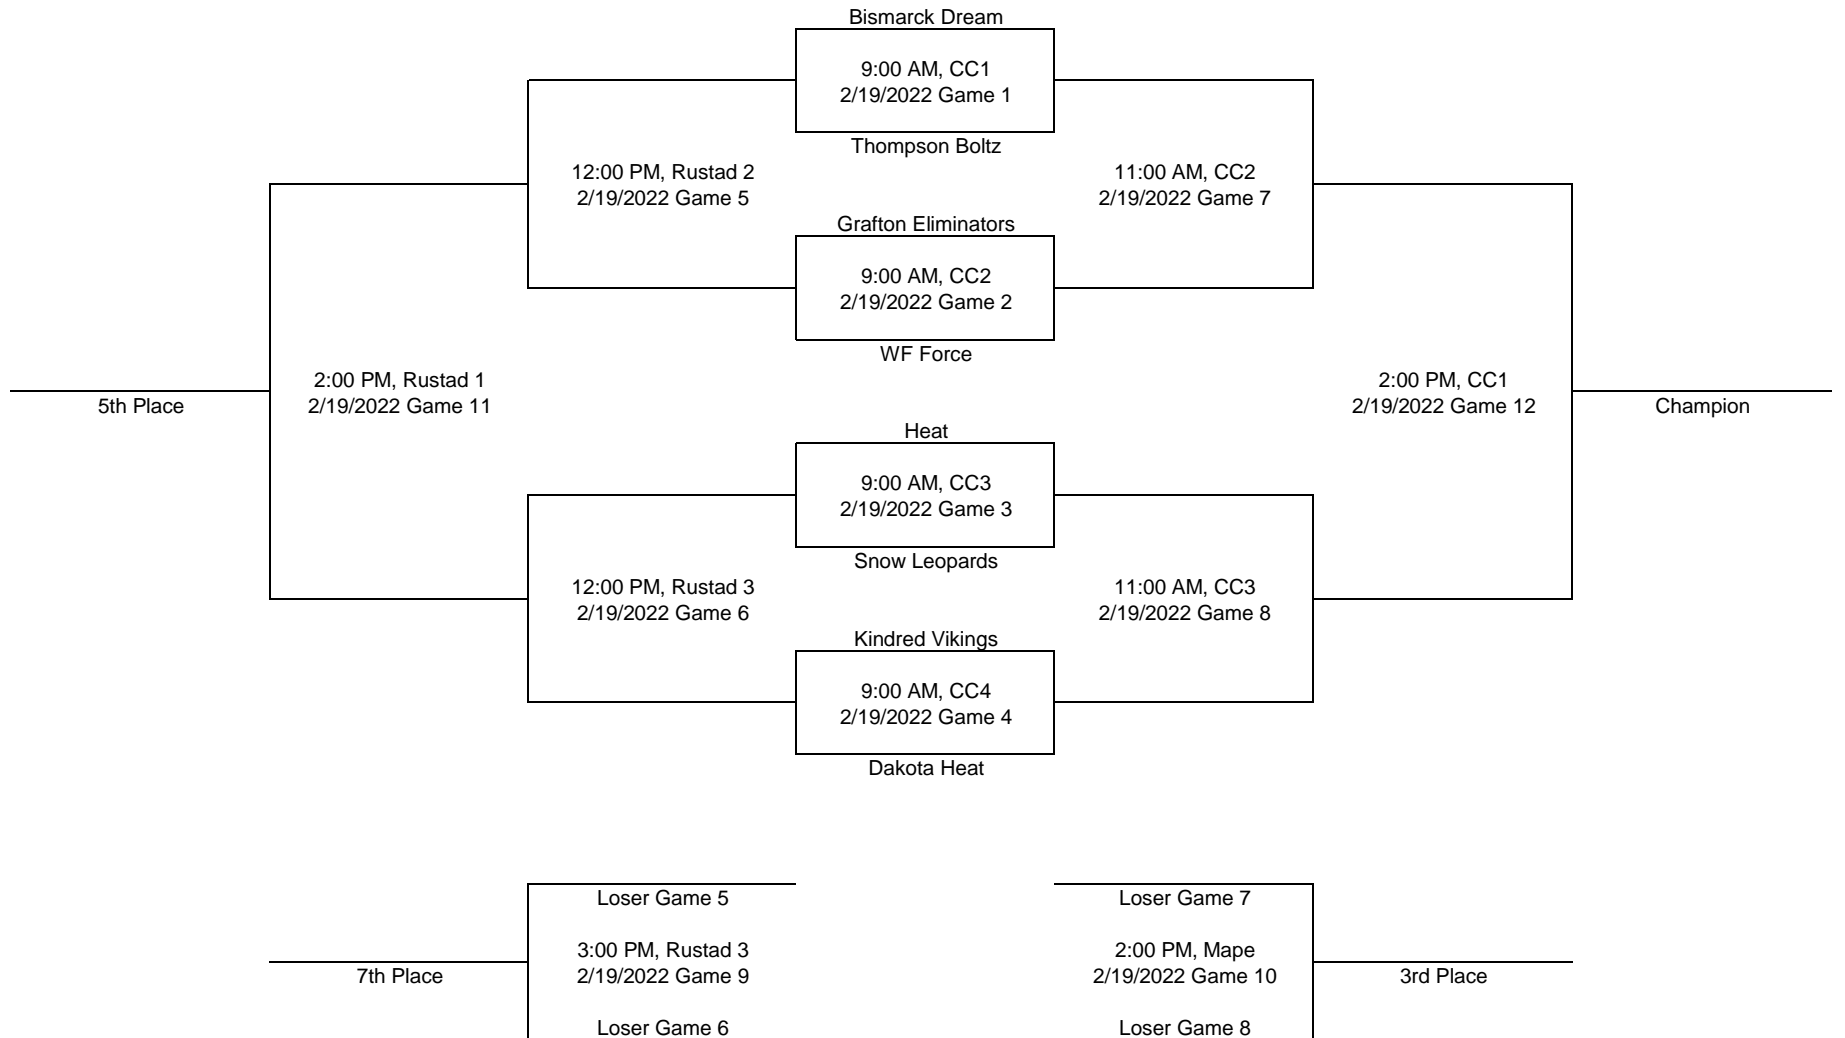 Bismarck Dream
9:00 AM, CC1
2/19/2022 Game 1
Thompson Boltz
12:00 PM, Rustad 2
2/19/2022 Game 5
11:00 AM, CC2
2/19/2022 Game 7
Grafton Eliminators
9:00 AM, CC2
2/19/2022 Game 2
WF Force
2:00 PM, Rustad 1
2/19/2022 Game 11
5th Place
2:00 PM, CC1
2/19/2022 Game 12
Champion
Heat
9:00 AM, CC3
2/19/2022 Game 3
Snow Leopards
12:00 PM, Rustad 3
2/19/2022 Game 6
11:00 AM, CC3
2/19/2022 Game 8
Kindred Vikings
9:00 AM, CC4
2/19/2022 Game 4
Dakota Heat
Loser Game 5
3:00 PM, Rustad 3
2/19/2022 Game 9
7th Place
Loser Game 6
Loser Game 7
2:00 PM, Mape
2/19/2022 Game 10
3rd Place
Loser Game 8